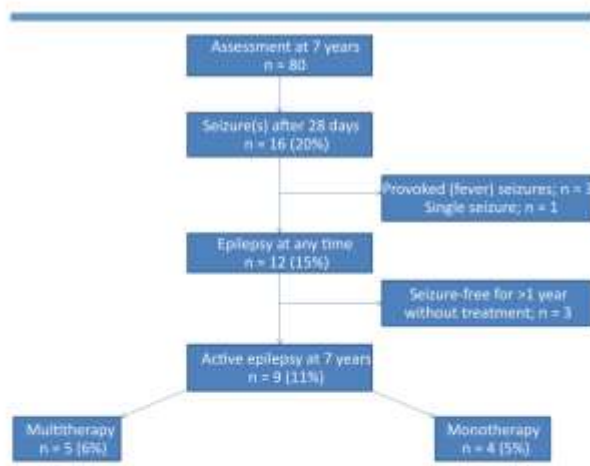 Assessment at 7 years
n = 80
Seizure(s) after 28 days
n = 16 (20%)
Provoked (fever) seizures; n = 3
Single seizure; n = 1
Epilepsy at any time
n = 12 (15%)
Seizure-free for >1 year
without treatment; n = 3
Active epilepsy at 7 years
n = 9 (11%)
Multitherapy
n = 5 (6%)
Monotherapy
n = 4 (5%)